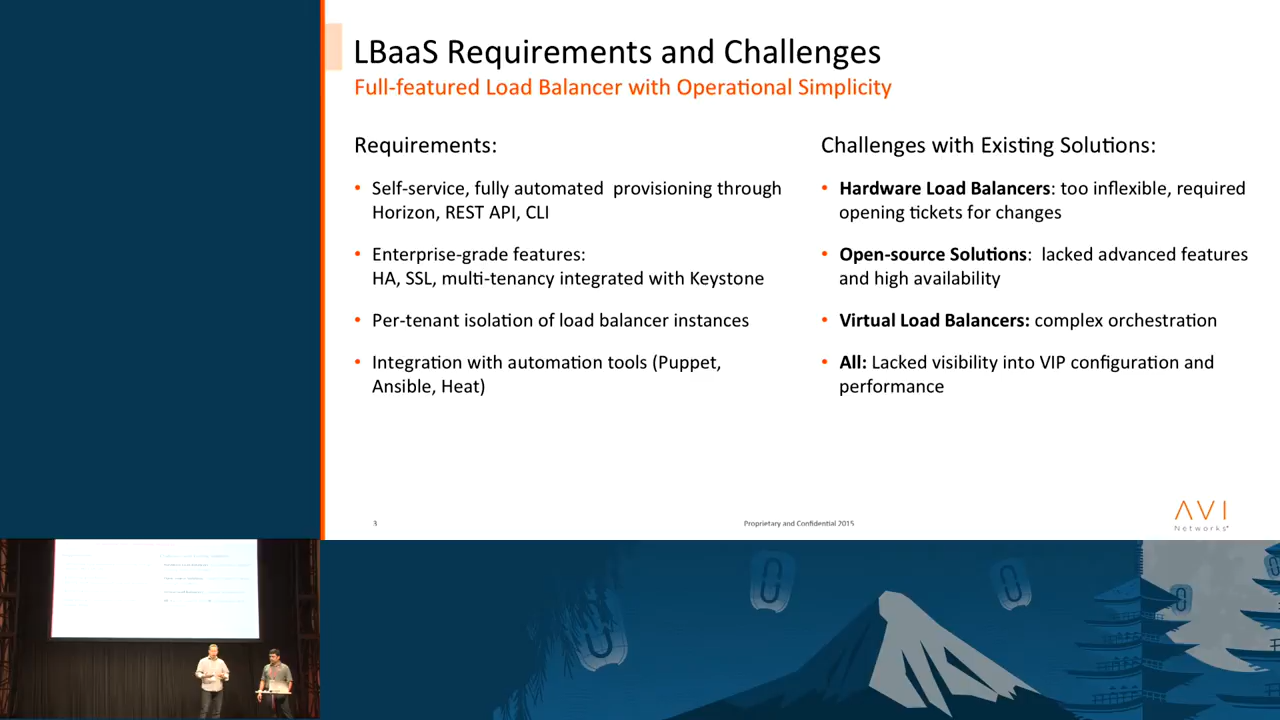 LBaaS Requirements and Challenges
Full-featured Load Balancer with Operational Simplicity
Requirements:
• Self-service, fully automated provisioning through
Horizon, REST API, CLI
• Enterprise-grade features:
HA, SSL, multi-tenancy integrated with Keystone
• Per-tenant isolation of load balancer instances
• Integration with automation tools (Puppet,
Ansible, Heat)
Challenges with Existing Solutions:
• Hardware Load Balancers: too inflexible, required
opening tickets for changes
• Open-source Solutions: lacked advanced features
and high availability
• Virtual Load Balancers: complex orchestration
• All: Lacked visibility into VIP configuration and
performance
3
Proprietary and Confidential 2015
AVI
Networks